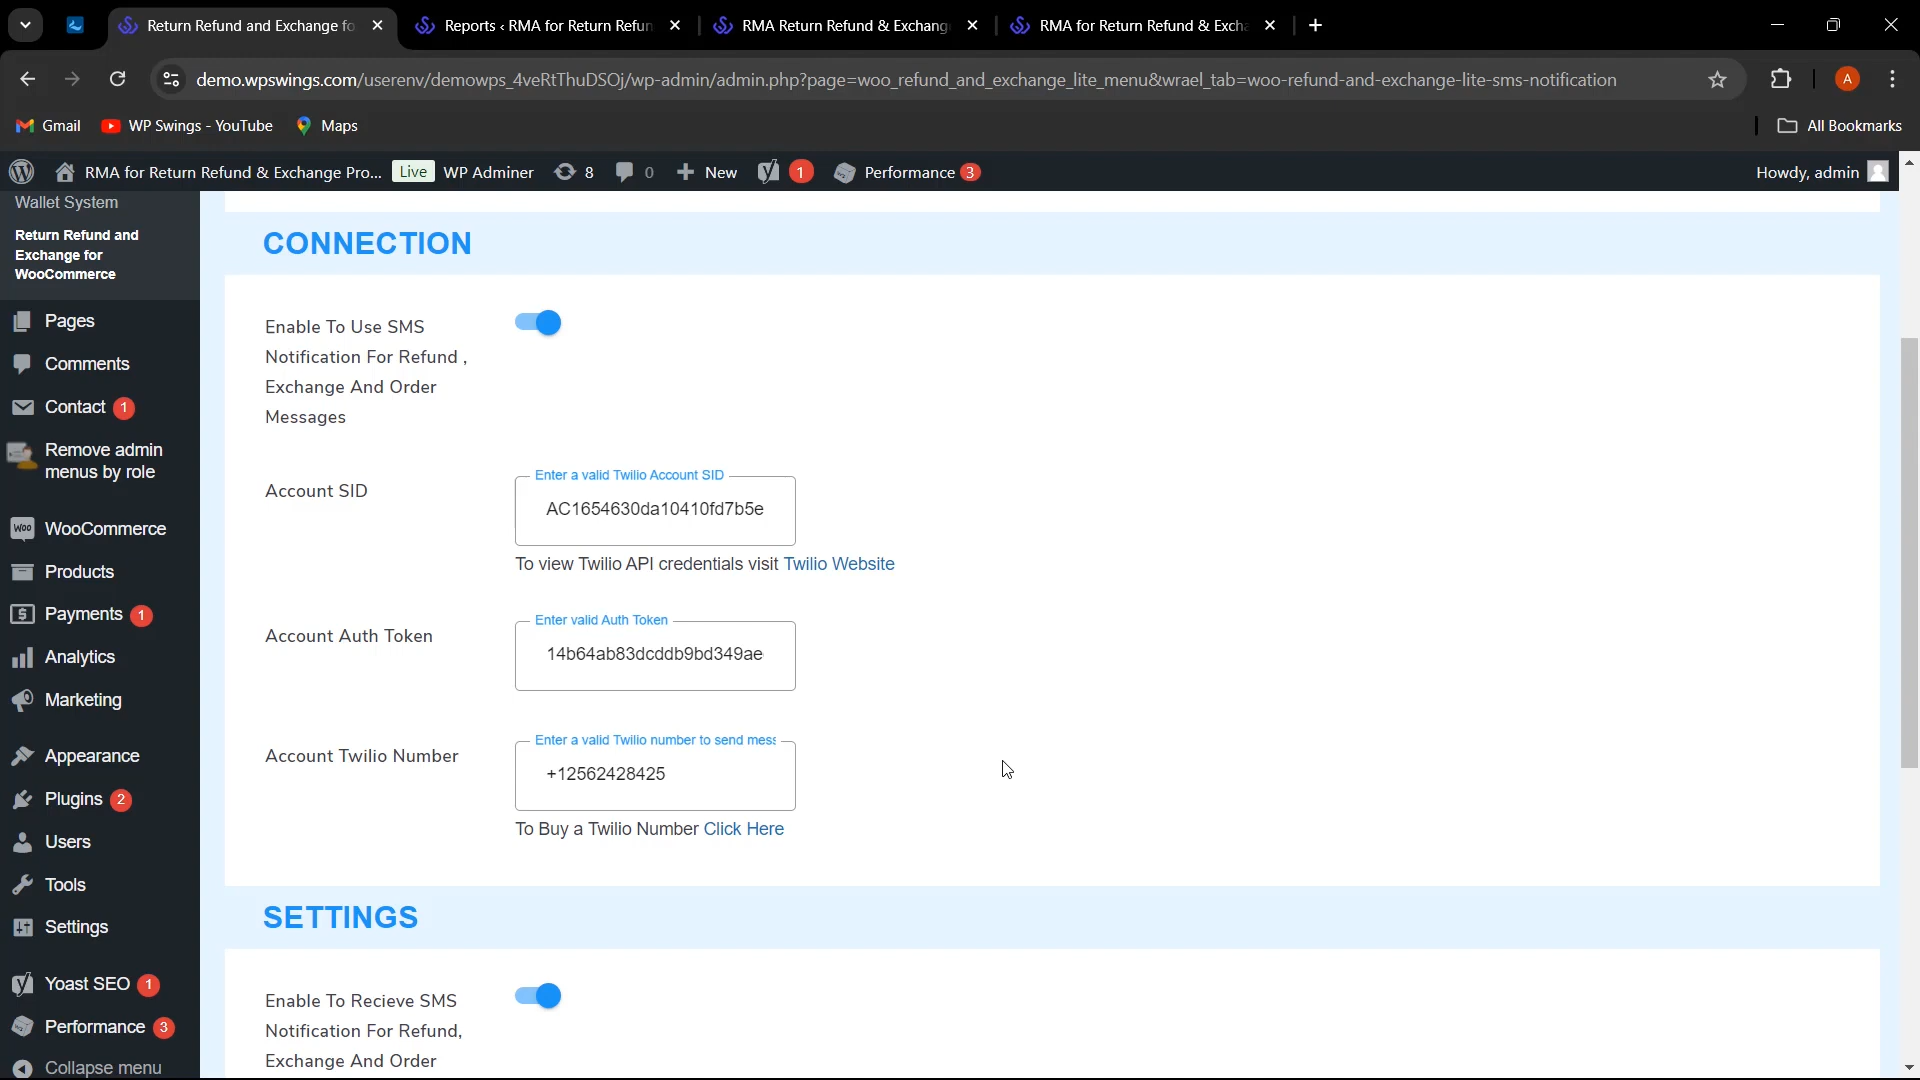 Return Refund and Exchange fo
Reports ‹ RMA for Return Refun
RMA Return Refund & Exchang
RMA for Return Refund & Exch
demo.wpswings.com/userenv/demowps_4veRtThuDSOj/wp-admin/admin.php?page=woo_refund_and_exchange_lite_menu&wrael_tab=woo-refund-and-exchange-lite-sms-notification
A
Gmail
WP Swings - YouTube
Maps
All Bookmarks
RMA for Return Refund & Exchange Pro...
Live
WP Adminer
8
0
New
1
Performance 3
Howdy, admin
Wallet System
Return Refund and
Exchange for
WooCommerce
Pages
Comments
Contact 1
Remove admin
menus by role
WooCommerce
Products
Payments 1
Analytics
Marketing
Appearance
Plugins 2
Users
Tools
Settings
Yoast SEO 1
Performance 3
Collapse menu
CONNECTION
Enable To Use SMS
Notification For Refund ,
Exchange And Order
Messages
Account SID
Enter a valid Twilio Account SID
AC1654630da10410fd7b5e
To view Twilio API credentials visit Twilio Website
Account Auth Token
Enter valid Auth Token
14b64ab83dcddb9bd349ae
Account Twilio Number
Enter a valid Twilio number to send mess
+12562428425
To Buy a Twilio Number Click Here
SETTINGS
Enable To Recieve SMS
Notification For Refund,
Exchange And Order